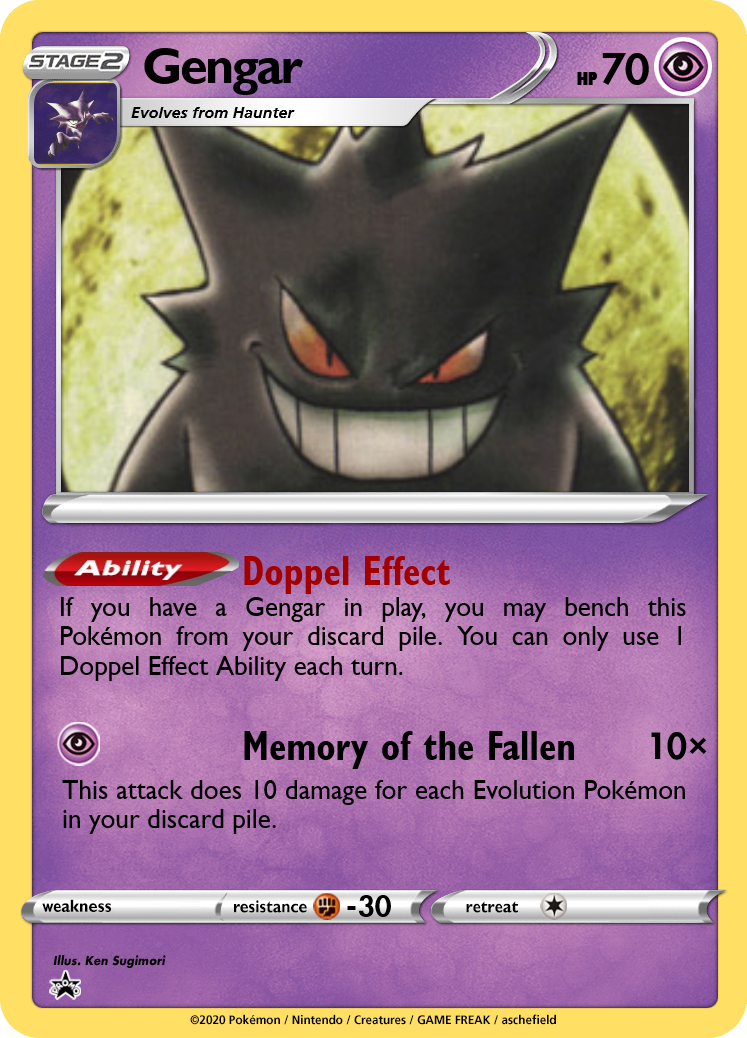 STAGE2
Gengar
HP 70
Evolves from Haunter
Ability Doppel Effect
If you have a Gengar in play, you may bench this
Pokémon from your discard pile. You can only use 1
Doppel Effect Ability each turn.
Memory of the Fallen 10×
This attack does 10 damage for each Evolution Pokémon
in your discard pile.
weakness resistance -30 retreat
Illus. Ken Sugimori
PROMO
©2020 Pokémon / Nintendo / Creatures / GAME FREAK / aschefield